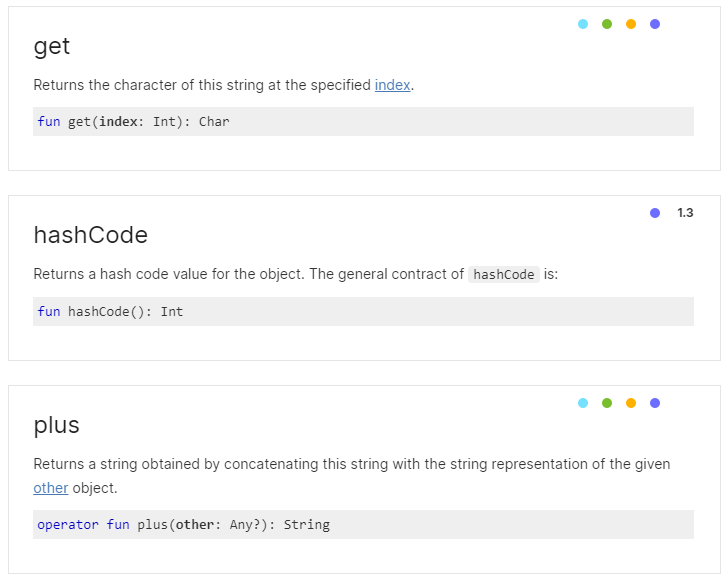 get
Returns the character of this string at the specified index.
fun get(index: Int): Char
1.3
hashCode
Returns a hash code value for the object. The general contract of hashCode is:
fun hashCode(): Int
plus
Returns a string obtained by concatenating this string with the string representation of the given
other object.
operator fun plus(other: Any?): String